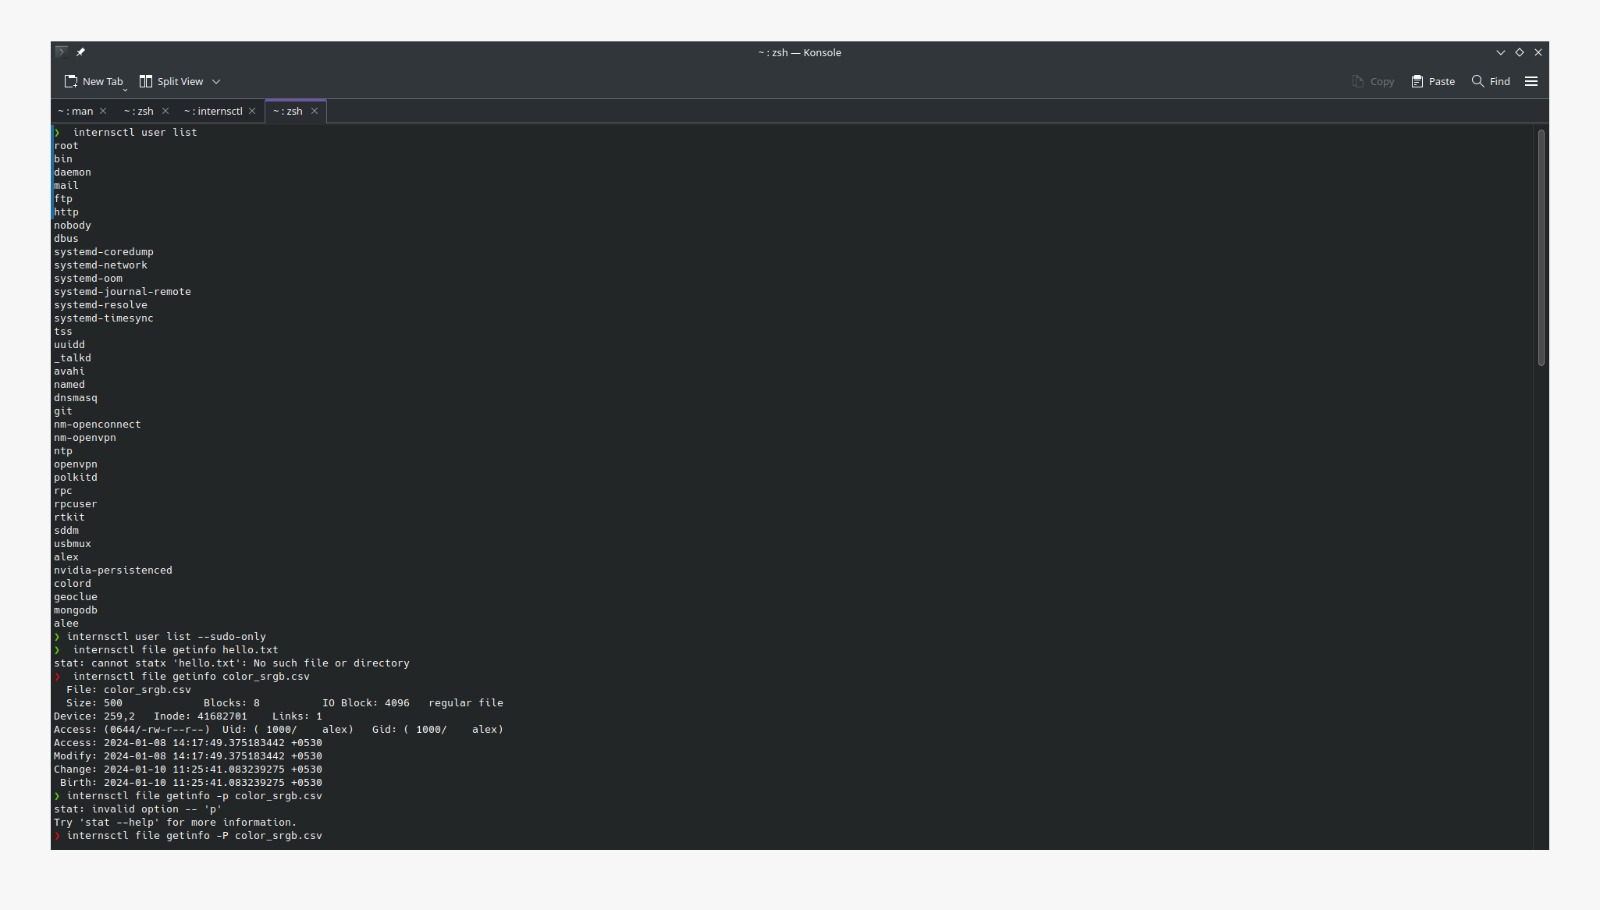 ~ : zsh — Konsole
New Tab Split View Copy Paste Find
~ : man ~ : zsh ~ : internsctl ~ : zsh
❯  internsctl user list
root
bin
daemon
mail
ftp
http
nobody
dbus
systemd-coredump
systemd-network
systemd-oom
systemd-journal-remote
systemd-resolve
systemd-timesync
tss
uuidd
_talkd
avahi
named
dnsmasq
git
nm-openconnect
nm-openvpn
ntp
openvpn
polkitd
rpc
rpcuser
rtkit
sddm
usbmux
alex
nvidia-persistenced
colord
geoclue
mongodb
alee
❯ internsctl user list --sudo-only
❯  internsctl file getinfo hello.txt
stat: cannot statx 'hello.txt': No such file or directory
❯  internsctl file getinfo color_srgb.csv
  File: color_srgb.csv
  Size: 500             Blocks: 8          IO Block: 4096   regular file
Device: 259,2   Inode: 41682701    Links: 1
Access: (0644/-rw-r--r--)  Uid: ( 1000/    alex)   Gid: ( 1000/    alex)
Access: 2024-01-08 14:17:49.375183442 +0530
Modify: 2024-01-08 14:17:49.375183442 +0530
Change: 2024-01-10 11:25:41.083239275 +0530
 Birth: 2024-01-10 11:25:41.083239275 +0530
❯ internsctl file getinfo -p color_srgb.csv
stat: invalid option -- 'p'
Try 'stat --help' for more information.
❯ internsctl file getinfo -P color_srgb.csv